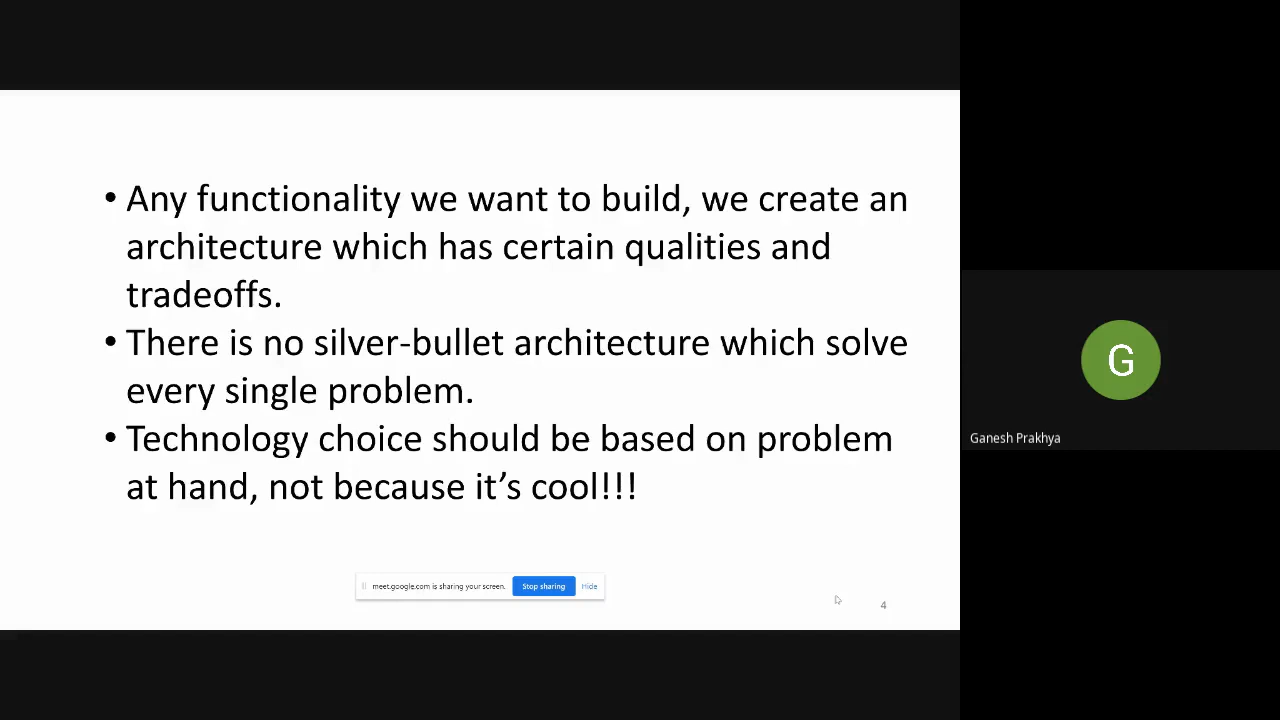 • Any functionality we want to build, we create an
architecture which has certain qualities and
tradeoffs.
• There is no silver-bullet architecture which solve
every single problem.
• Technology choice should be based on problem
at hand, not because it’s cool!!!
meet.google.com is sharing your screen. Stop sharing Hide
4
G
Ganesh Prakhya